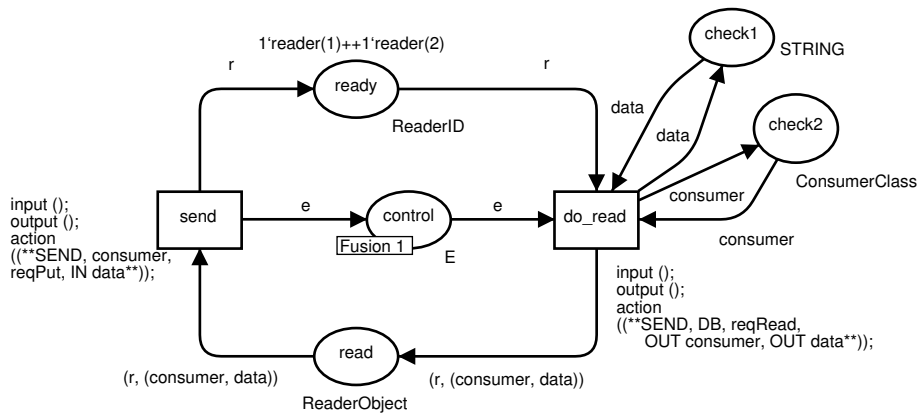 1‘reader(1)++1‘reader(2)
check1
STRING
r
r
ready
ReaderID
data
data
check2
ConsumerClass
consumer
consumer
input ();
output ();
action
((**SEND, consumer,
reqPut, IN data**));
send
e
control
Fusion 1
E
e
do_read
input ();
output ();
action
((**SEND, DB, reqRead,
OUT consumer, OUT data**));
read
(r, (consumer, data))
(r, (consumer, data))
ReaderObject